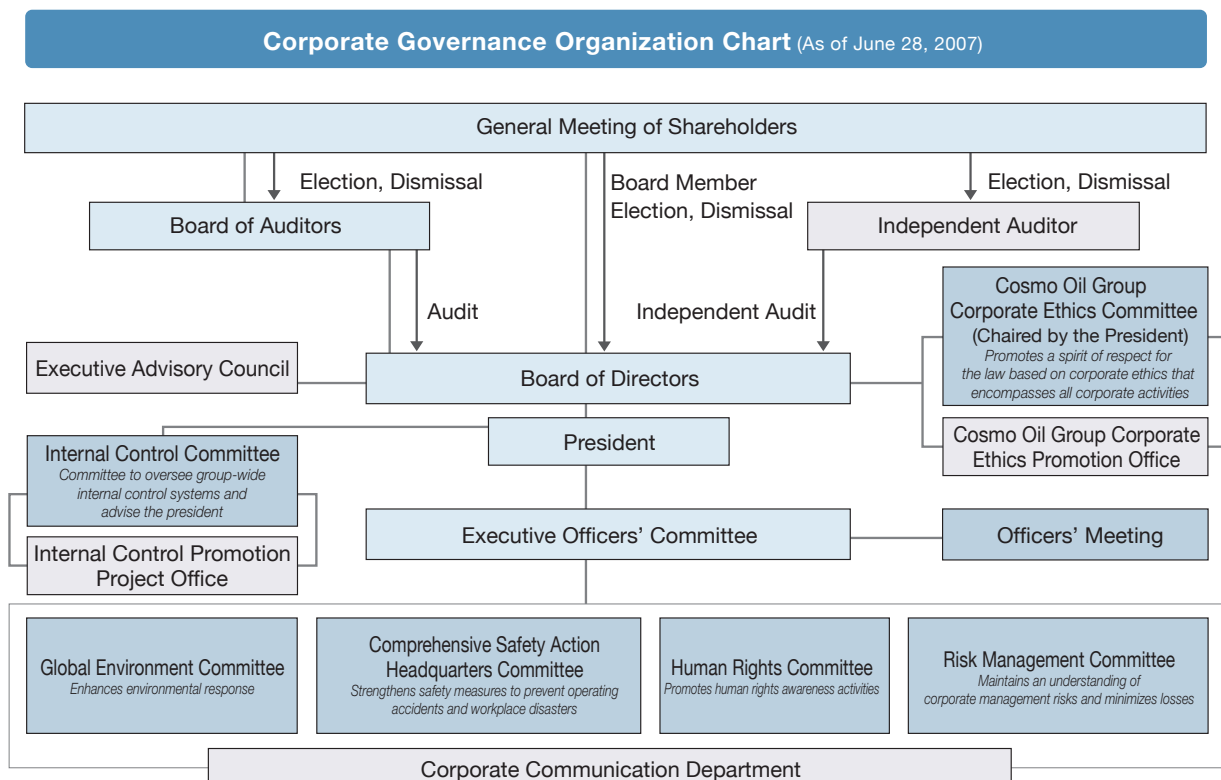 Corporate Governance Organization Chart (As of June 28, 2007)
General Meeting of Shareholders
Election, Dismissal
Board Member
Election, Dismissal
Election, Dismissal
Board of Auditors
Independent Auditor
Audit
Independent Audit
Cosmo Oil Group
Corporate Ethics Committee
(Chaired by the President)
Promotes a spirit of respect for
the law based on corporate ethics that
encompasses all corporate activities
Executive Advisory Council
Board of Directors
Cosmo Oil Group Corporate
Ethics Promotion Office
President
Internal Control Committee
Committee to oversee group-wide
internal control systems and
advise the president
Internal Control Promotion
Project Office
Executive Officers' Committee
Officers' Meeting
Global Environment Committee
Enhances environmental response
Comprehensive Safety Action
Headquarters Committee
Strengthens safety measures to prevent operating
accidents and workplace disasters
Human Rights Committee
Promotes human rights awareness activities
Risk Management Committee
Maintains an understanding of
corporate management risks and minimizes losses
Corporate Communication Department